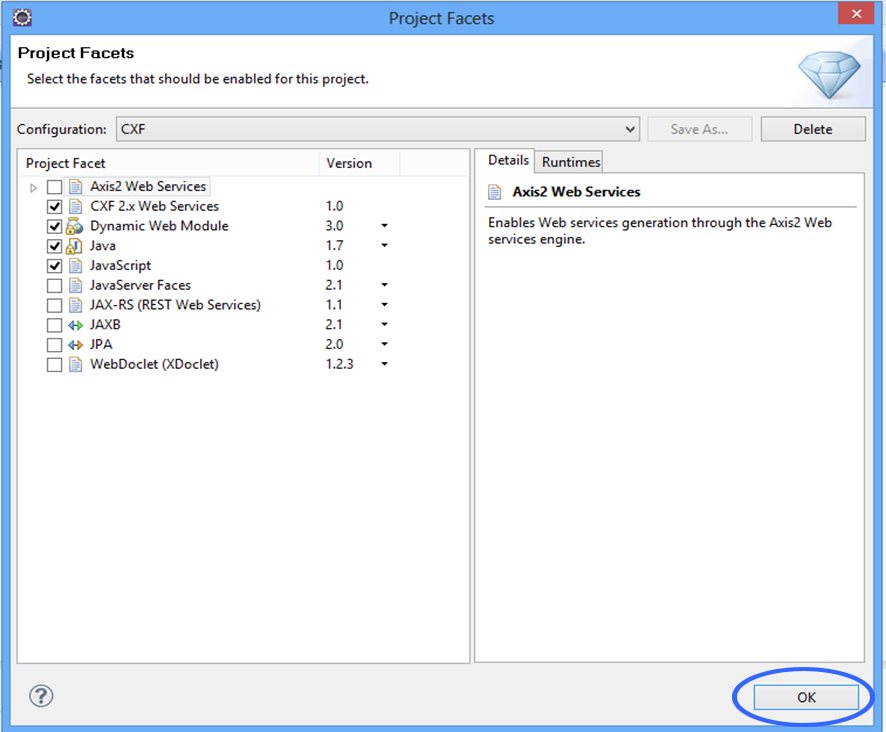 Project Facets
Project Facets
Select the facets that should be enabled for this project.
Configuration: CXF Save As... Delete
Project Facet Version
Axis2 Web Services
CXF 2.x Web Services 1.0
Dynamic Web Module 3.0
Java 1.7
JavaScript 1.0
JavaServer Faces 2.1
JAX-RS (REST Web Services) 1.1
JAXB 2.1
JPA 2.0
WebDoclet (XDoclet) 1.2.3
Details Runtimes
Axis2 Web Services
Enables Web services generation through the Axis2 Web
services engine.
OK